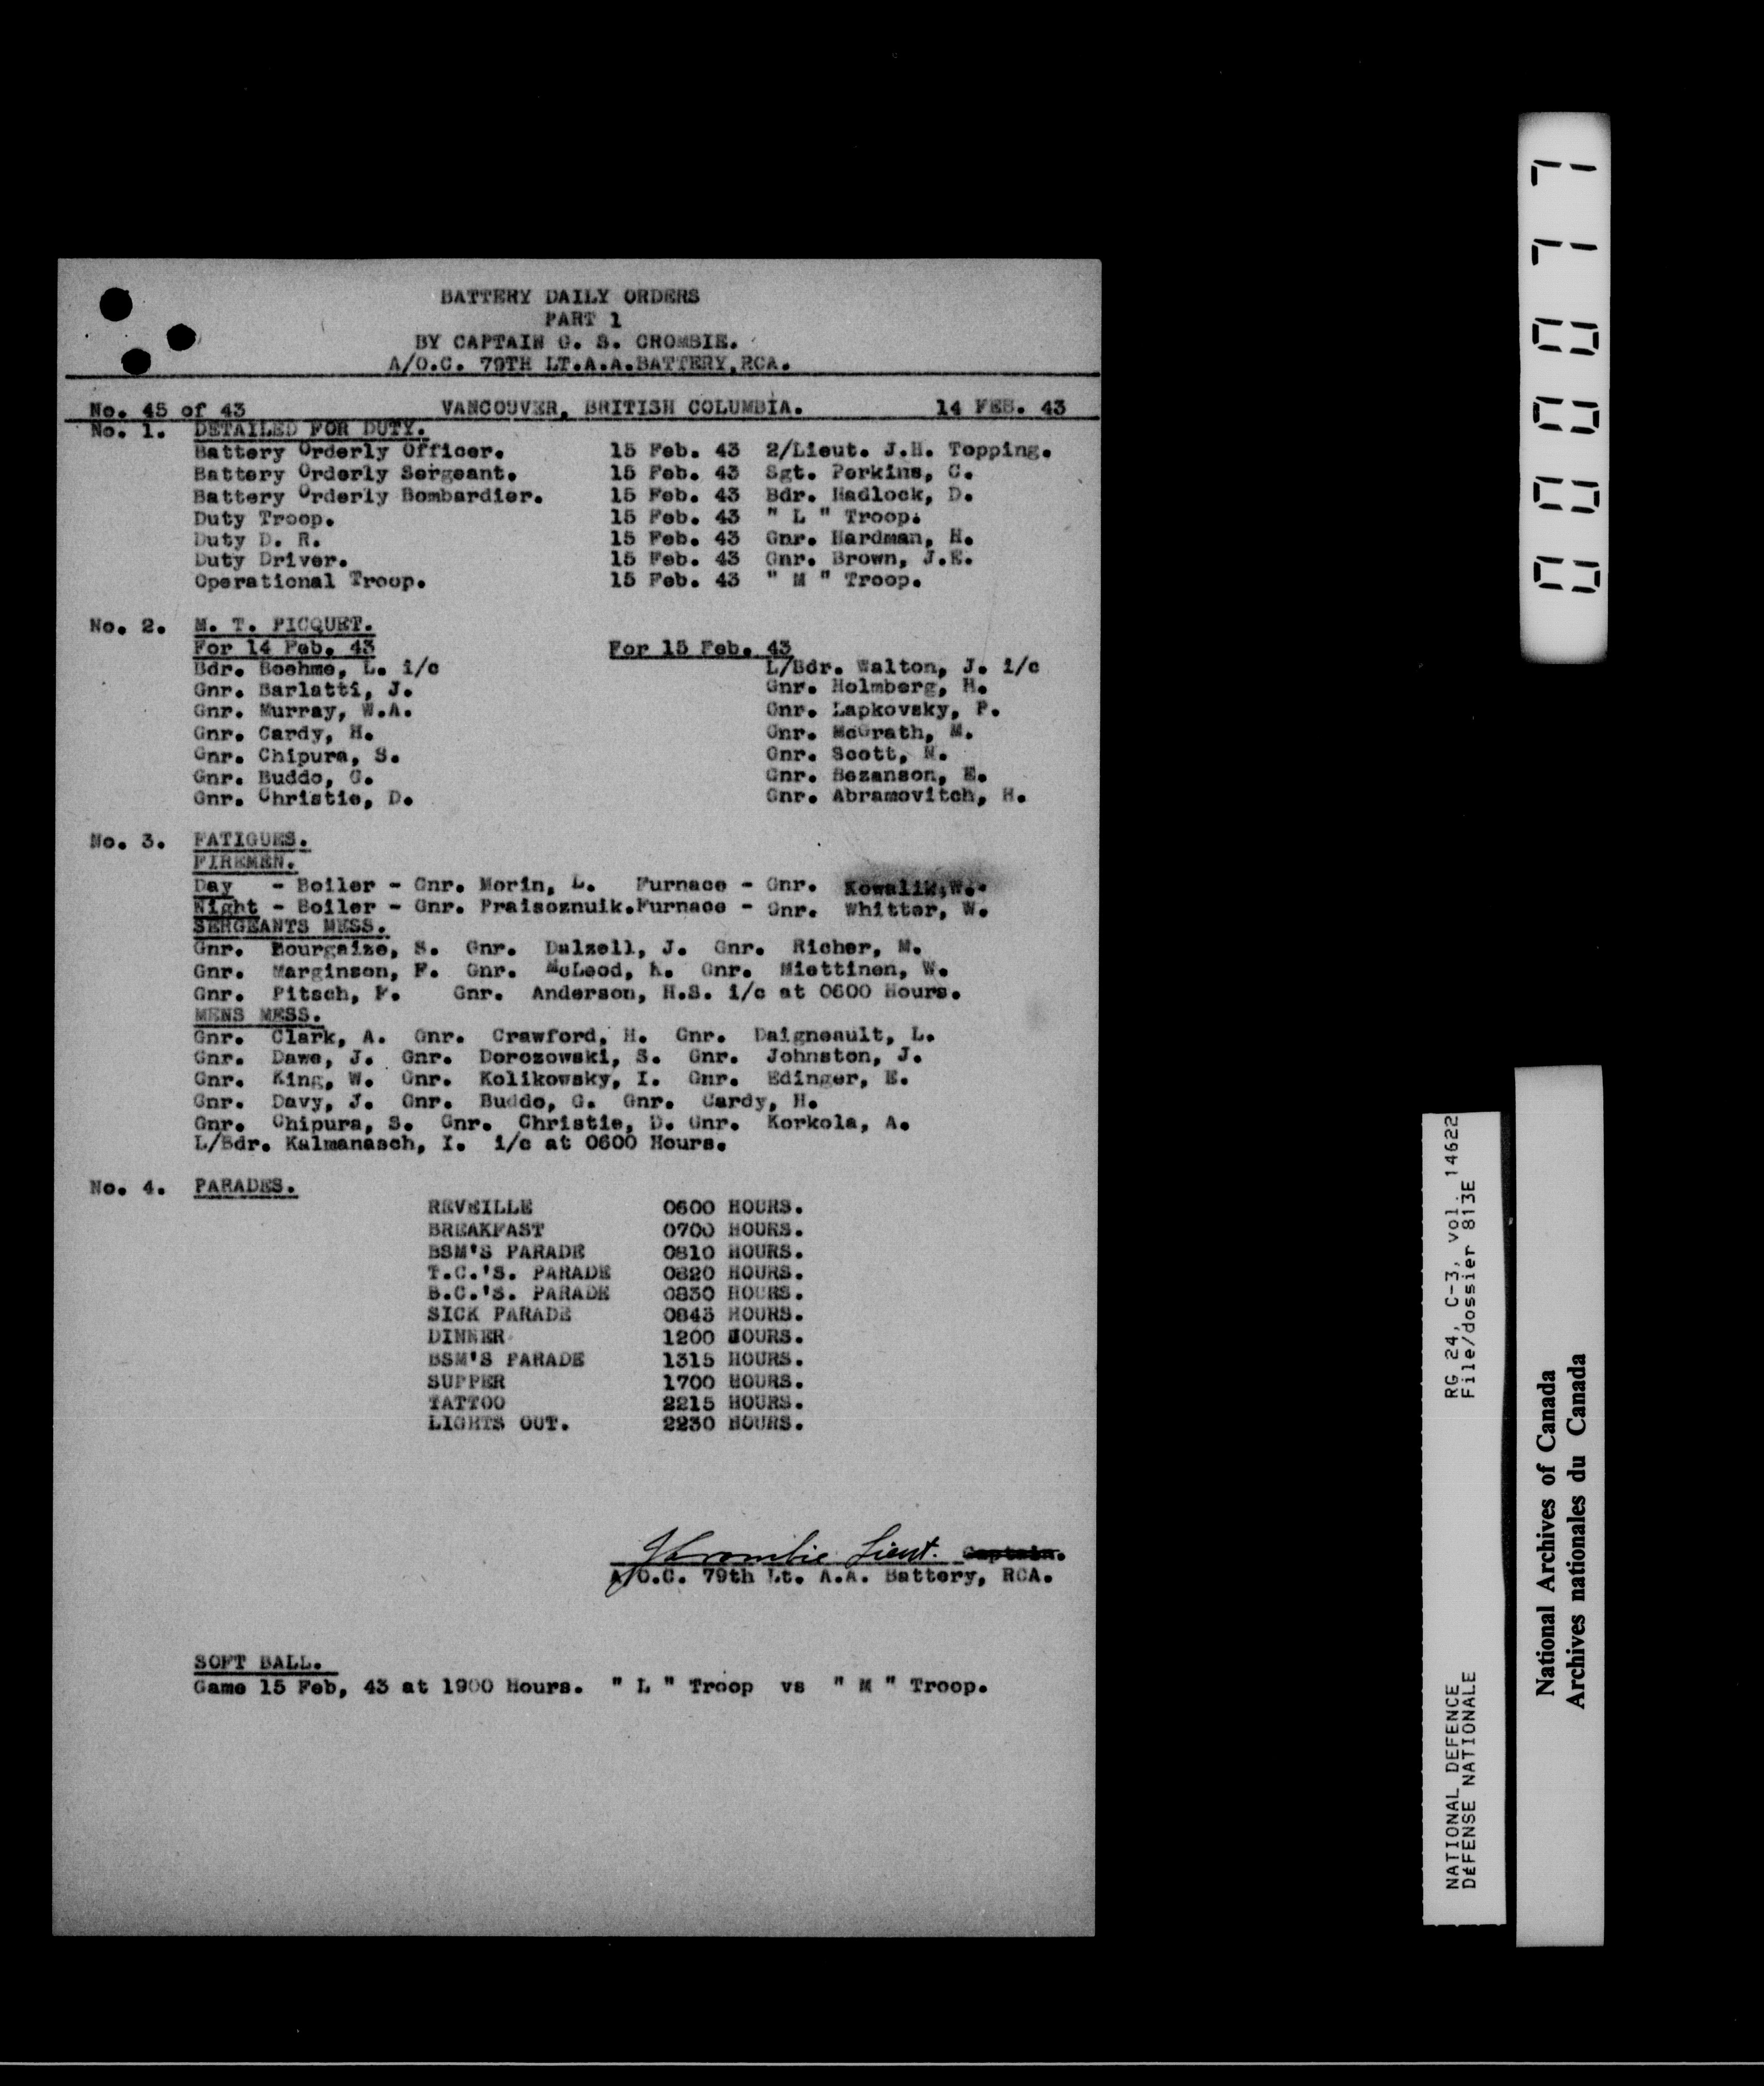 BATTERY DAILY ORDERS
PART 1
BY CAPTAIN G. S. CROMBIE.
A/O.C. 79TH LT.A.A.BATTERY,RCA.
No. 45 of 43 VANCOUVER, BRITISH COLUMBIA. 14 FEB. 43
No. 1. DETAILED FOR DUTY.
Battery Orderly Officer. 15 Feb. 43 2/Lieut. J.H. Topping.
Battery Orderly Sergeant. 15 Feb. 43 Sgt. Perkins, C.
Battery Orderly Bombardier. 15 Feb. 43 Bdr. Hadlock, D.
Duty Troop. 15 Feb. 43 " L " Troop.
Duty D. R. 15 Feb. 43 Gnr. Hardman, H.
Duty Driver. 15 Feb. 43 Gnr. Brown, J.E.
Operational Troop. 15 Feb. 43 " M " Troop.
No. 2. M. T. PICQUET.
For 14 Feb. 43 For 15 Feb. 43
Bdr. Boehme, L. i/c L/Bdr. Walton, J. i/c
Gnr. Barlatti, J. Gnr. Holmberg, H.
Gnr. Murray, W.A. Gnr. Lapkovsky, P.
Gnr. Cardy, H. Gnr. McGrath, M.
Gnr. Chipura, S. Gnr. Scott, N.
Gnr. Buddo, G. Gnr. Bezanson, E.
Gnr. Christie, D. Gnr. Abramovitch, H.
No. 3. FATIGUES.
FIREMEN.
Day - Boiler - Gnr. Morin, L. Furnace - Gnr. Kowalik,W.
Night - Boiler - Gnr. Praisoznuik.Furnace - Gnr. Whitter, W.
SERGEANTS MESS.
Gnr. Bourgaize, S. Gnr. Dalzell, J. Gnr. Richer, M.
Gnr. Marginson, F. Gnr. McLeod, K. Gnr. Miettinen, W.
Gnr. Pitsch, F. Gnr. Anderson, H.S. i/c at 0600 Hours.
MENS MESS.
Gnr. Clark, A. Gnr. Crawford, H. Gnr. Daigneault, L.
Gnr. Dawe, J. Gnr. Dorozowski, S. Gnr. Johnston, J.
Gnr. King, W. Gnr. Kolikowsky, I. Gnr. Edinger, E.
Gnr. Davy, J. Gnr. Buddo, G. Gnr. Cardy, H.
Gnr. Chipura, S. Gnr. Christie, D. Gnr. Korkola, A.
L/Bdr. Kalmanasch, I. i/c at 0600 Hours.
No. 4. PARADES.
REVEILLE 0600 HOURS.
BREAKFAST 0700 HOURS.
BSM'S PARADE 0810 HOURS.
T.C.'S. PARADE 0820 HOURS.
B.C.'S. PARADE 0830 HOURS.
SICK PARADE 0845 HOURS.
DINNER 1200 HOURS.
BSM'S PARADE 1315 HOURS.
SUPPER 1700 HOURS.
TATTOO 2215 HOURS.
LIGHTS OUT. 2230 HOURS.
GCrombie Lieut. Captain.
A/O.C. 79th Lt. A.A. Battery, RCA.
SOFT BALL.
Game 15 Feb, 43 at 1900 Hours. " L " Troop vs " M " Troop.
000077
NATIONAL DEFENCE RG 24, C-3, vol. 14622
DÉFENSE NATIONALE File/dossier 813E
National Archives of Canada
Archives nationales du Canada